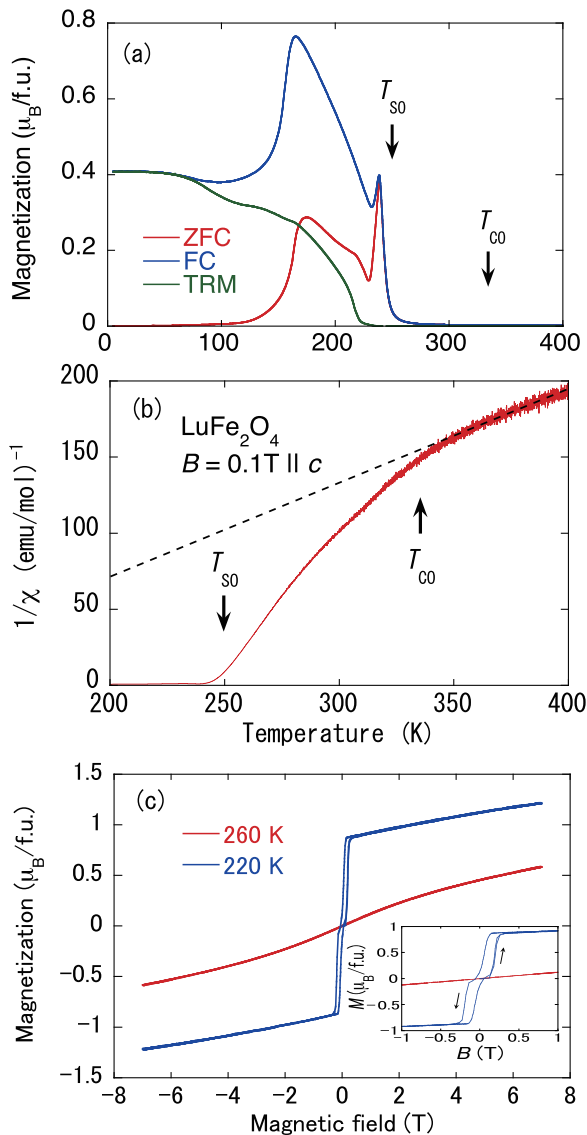 (a)
Magnetization (μB/f.u.)
0.8
0.6
0.4
0.2
0
TSO
TCO
ZFC
FC
TRM
0 100 200 300 400
(b)
1/χ (emu/mol)−1
200
150
100
50
0
LuFe2O4
B = 0.1T || c
TSO
TCO
200 250 300 350 400
Temperature (K)
(c)
Magnetization (μB/f.u.)
1.5
1
0.5
0
−0.5
−1
−1.5
260 K
220 K
M (μB/f.u.)
1
0.5
0
−0.5
−1
−1 −0.5 0 0.5 1
B (T)
−8 −6 −4 −2 0 2 4 6 8
Magnetic field (T)